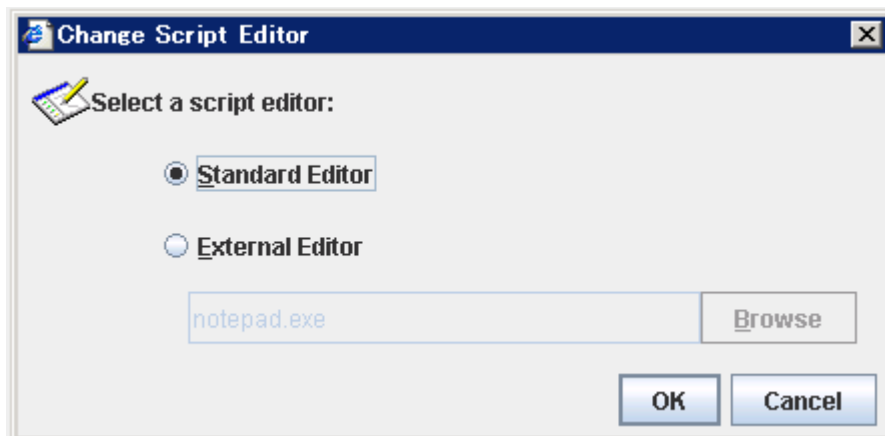 Change Script Editor
Select a script editor:
Standard Editor
External Editor
notepad.exe Browse
OK Cancel